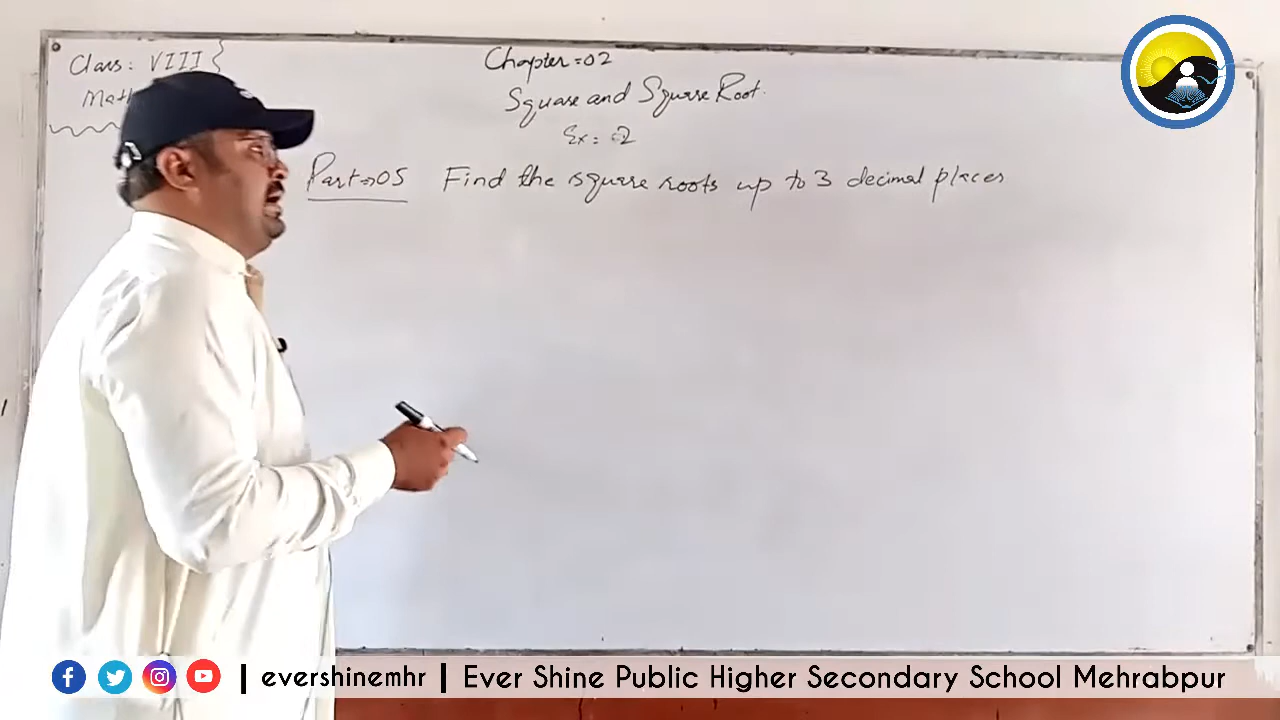 Class: VIII
Chapter = 02
Square and Square Root.
Ex = 02
Part → 05 Find the square roots up to 3 decimal places
| evershinemhr | Ever Shine Public Higher Secondary School Mehrabpur